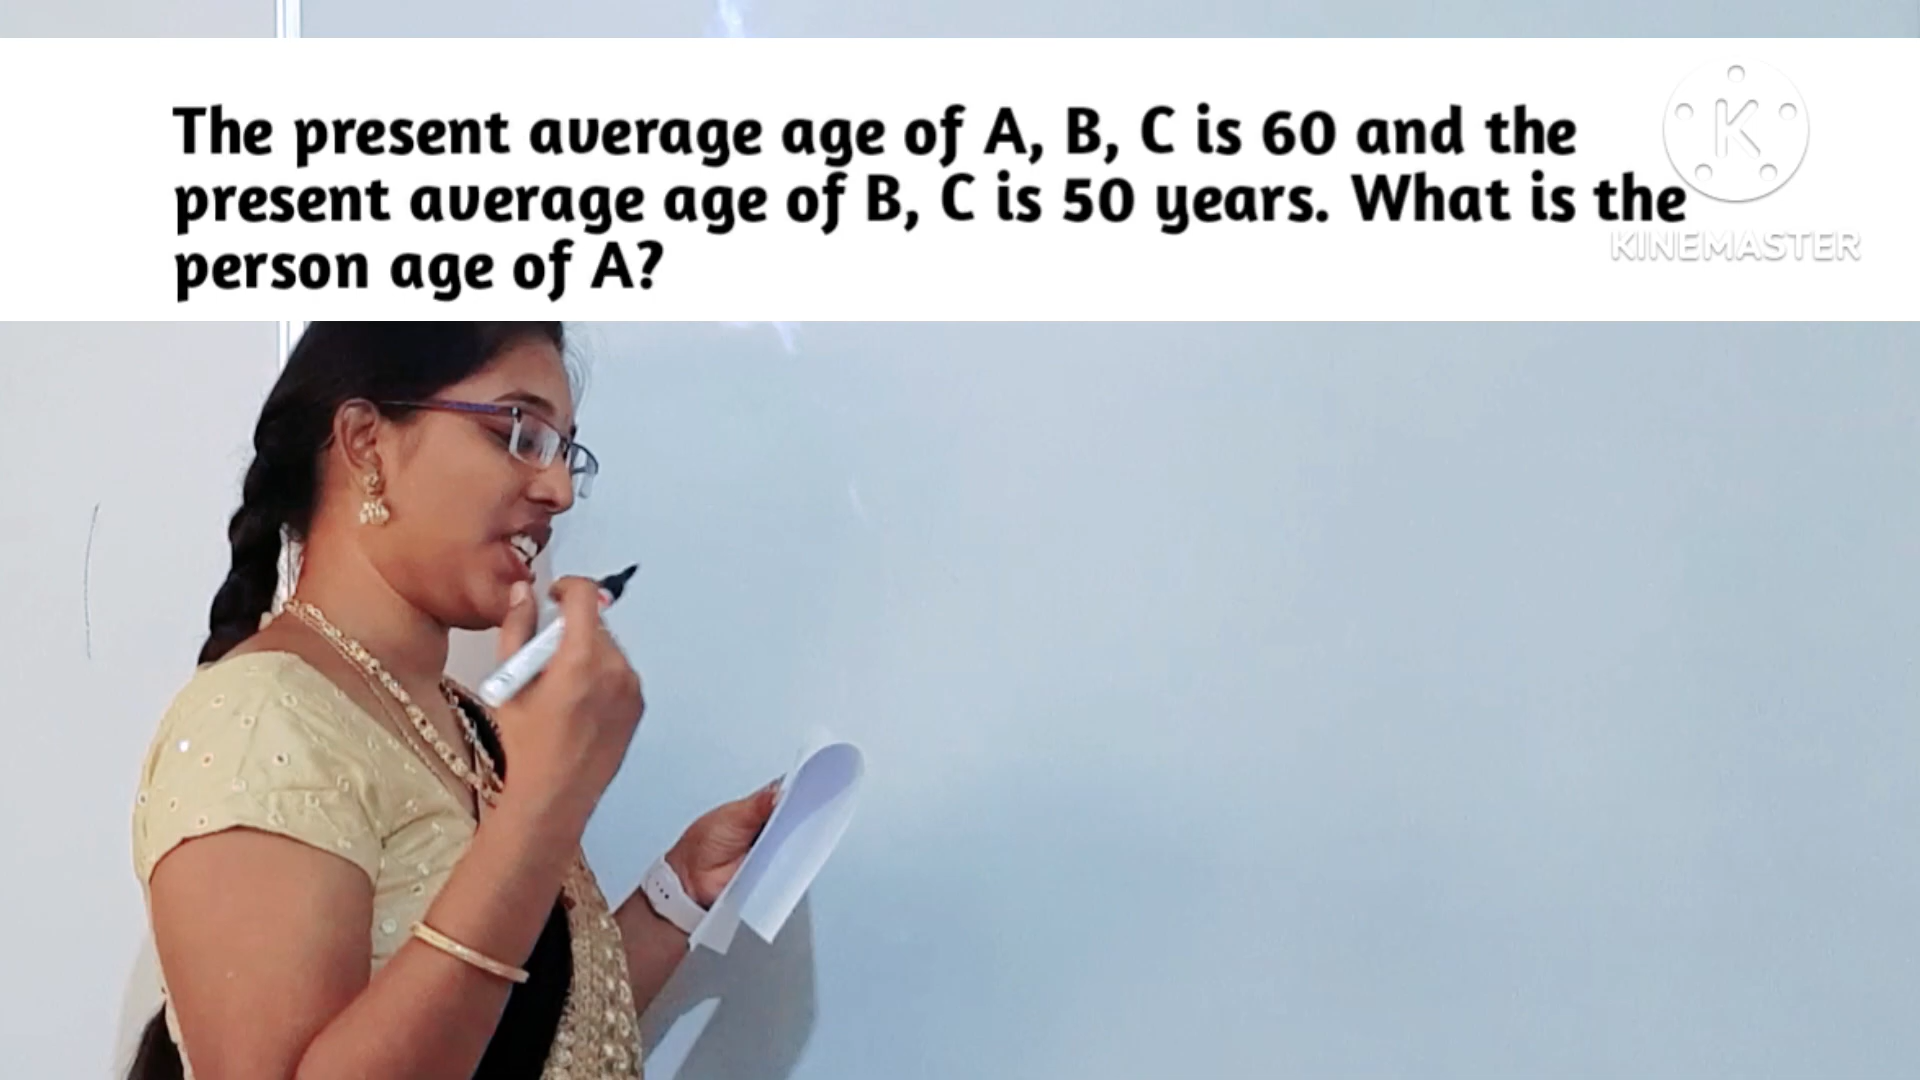 The present average age of A, B, C is 60 and the
present average age of B, C is 50 years. What is the
person age of A?
K
KINEMASTER